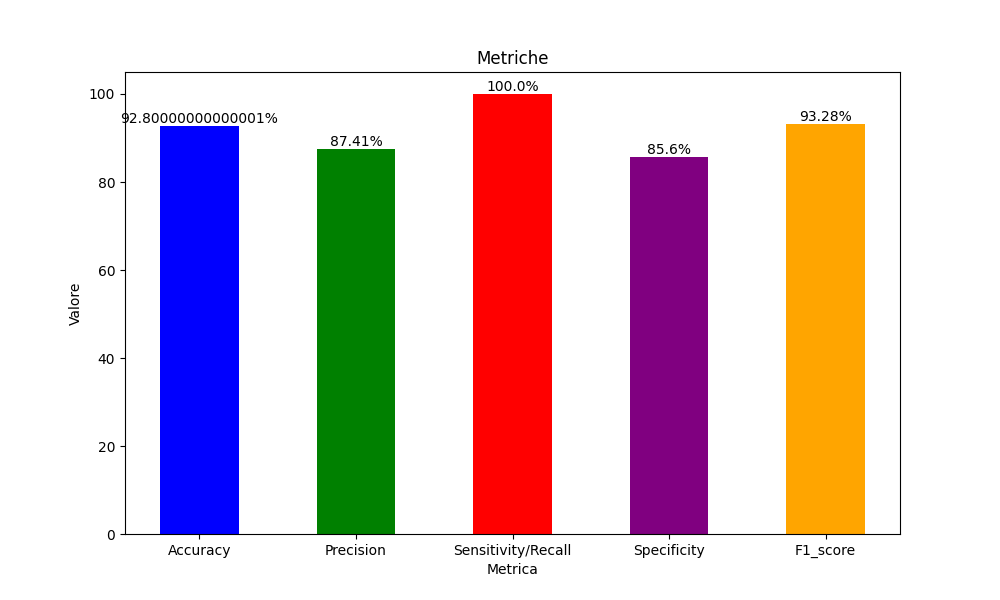 Metriche
92.80000000000001%
87.41%
100.0%
85.6%
93.28%
100
80
60
40
20
0
Valore
Accuracy
Precision
Sensitivity/Recall
Specificity
F1_score
Metrica